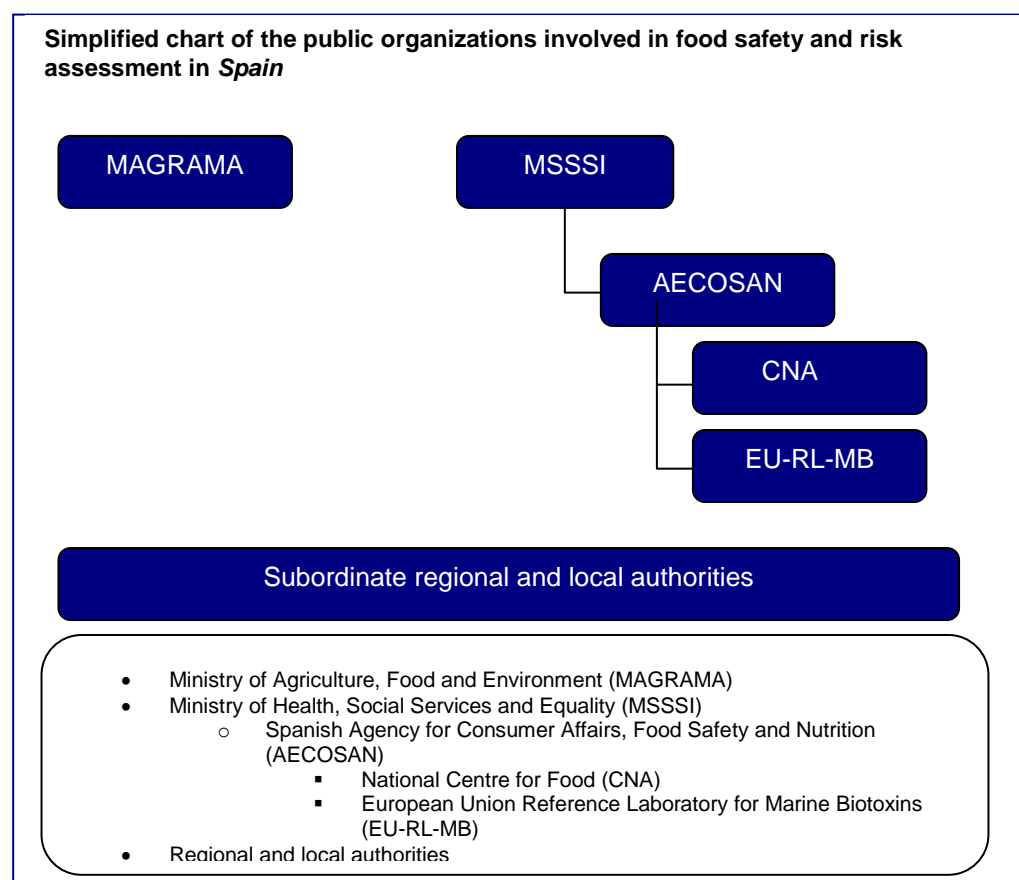 Simplified chart of the public organizations involved in food safety and risk
assessment in Spain
MAGRAMA
MSSSI
AECOSAN
CNA
EU-RL-MB
Subordinate regional and local authorities
• Ministry of Agriculture, Food and Environment (MAGRAMA)
• Ministry of Health, Social Services and Equality (MSSSI)
o Spanish Agency for Consumer Affairs, Food Safety and Nutrition
(AECOSAN)
▪ National Centre for Food (CNA)
▪ European Union Reference Laboratory for Marine Biotoxins
(EU-RL-MB)
• Regional and local authorities